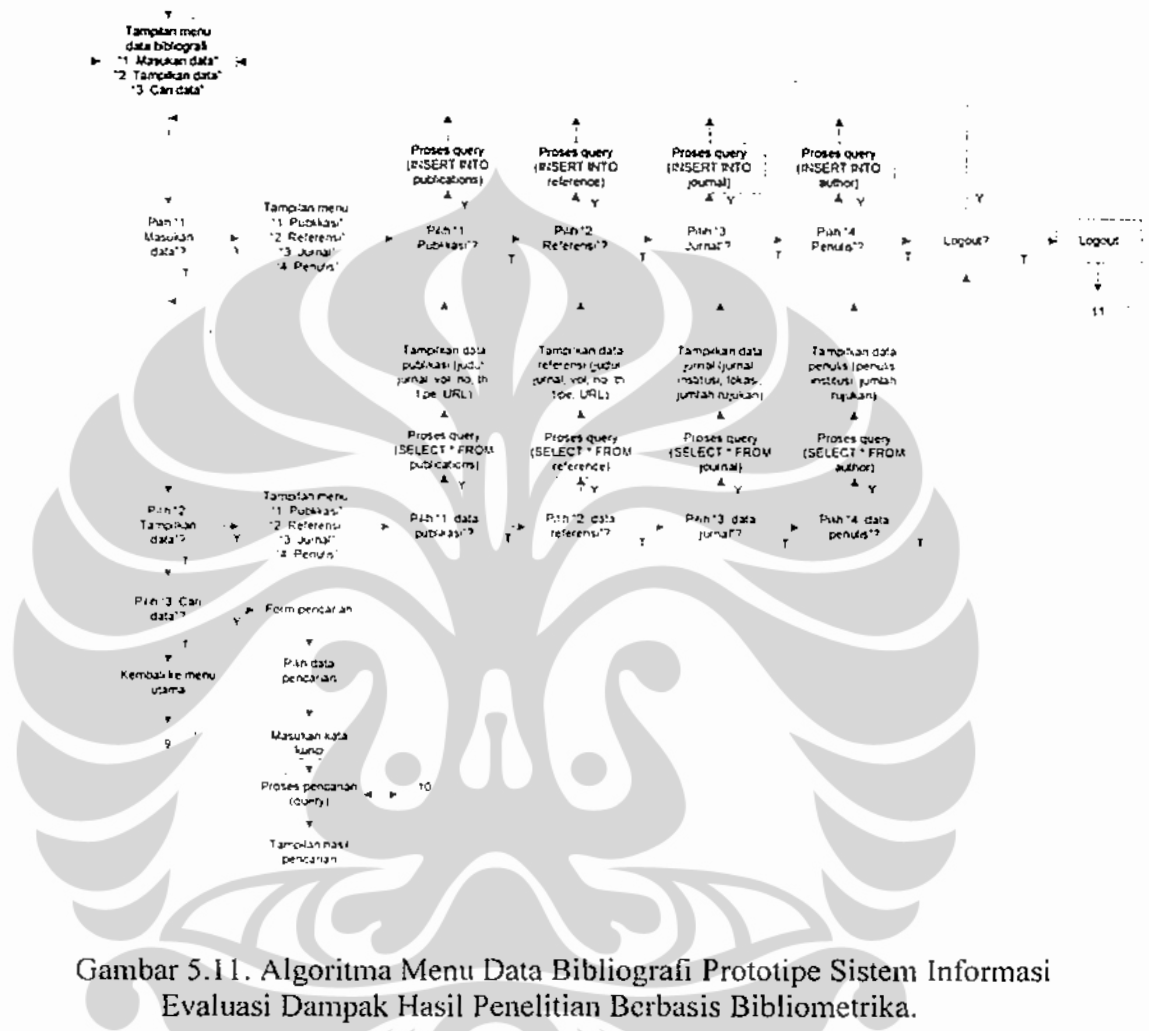 Tampilan menu
data bibliografi
"1 Masukan data"
"2 Tampilkan data"
"3 Cari data"
Proses query
(INSERT INTO
publications)
Proses query
(INSERT INTO
reference)
Proses query
(INSERT INTO
journal)
Proses query
(INSERT INTO
author)
Y
Y
Y
Y
Y
Pilih "1
Masukan
data"?
Y
T
Tampilan menu
"1 Publikasi"
"2 Referensi"
"3 Jurnal"
"4 Penulis"
Pilih "1
Publikasi"?
T
Pilih "2
Referensi"?
T
Pilih "3
Jurnal"?
T
Pilih "4
Penulis"?
T
Logout?
T
Logout
11
Tampilkan data
publikasi (judul
jurnal, vol, no, th
tipe, URL)
Tampilkan data
referensi (judul
jurnal, vol, no, th
tipe, URL)
Tampilkan data
jurnal (jurnal
institusi, lokasi,
jumlah rujukan)
Tampilkan data
penulis (penulis
institusi, jumlah
rujukan)
Proses query
(SELECT * FROM
publications)
Proses query
(SELECT * FROM
reference)
Proses query
(SELECT * FROM
journal)
Proses query
(SELECT * FROM
author)
Y
Y
Y
Y
Pilih "2
Tampilkan
data"?
Y
T
Tampilan menu
"1 Publikasi"
"2 Referensi
"3 Jurnal"
"4 Penulis"
Pilih "1 data
publikasi"?
T
Pilih "2 data
referensi"?
T
Pilih "3 data
jurnal"?
T
Pilih "4 data
penulis"?
T
Pilih "3 Cari
data"?
Y
T
Form pencarian
Kembali ke menu
utama
9
Pilih data
pencarian
Masukan kata
kunci
Proses pencarian
(query)
10
Tampilan hasil
pencarian
Gambar 5.11. Algoritma Menu Data Bibliografi Prototipe Sistem Informasi
Evaluasi Dampak Hasil Penelitian Berbasis Bibliometrika.